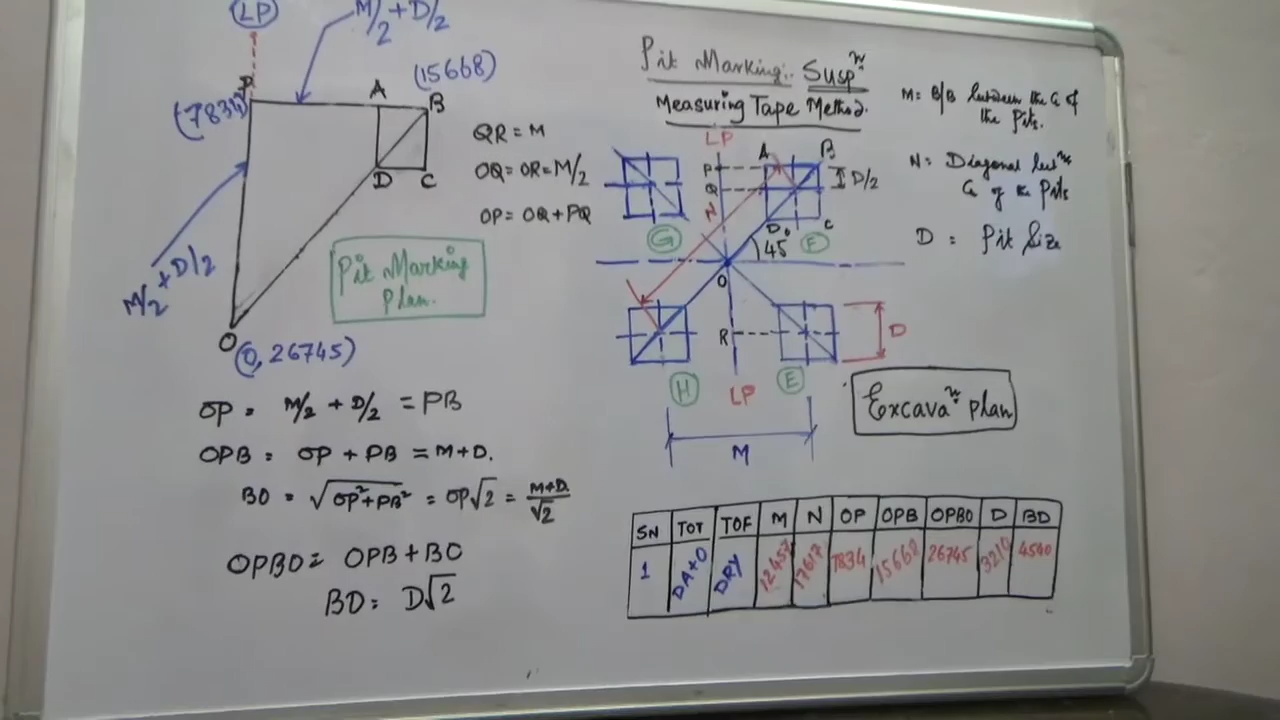 LP
M/2 + D/2
P
A
(15668)
B
(7834)
D
C
M/2 + D/2
O
(0, 26745)
Pit Marking
plan.
QR = M
OQ = OR = M/2
OP = OQ + PQ
OP = M/2 + D/2 = PB
OPB = OP + PB = M+D.
BO = √OP²+PB² = OP√2 = M+D/√2
OPBO = OPB + BO
BD = D√2
Pit Marking:. Suspⁿ
Measuring Tape Method.
LP
A
B
P
Q
D/2
N
D
C
G
F
45
O
R
D
H
LP
E
M
Excavaⁿ plan
M = B/B between the C of
the Pits.
N = Diagonal betⁿ
C of the Pits
D = Pit Size
SN TOT TOF M N OP OPB OPBO D BD
1 DA+0 DRY 12457 17617 7834 15668 26745 3210 4540